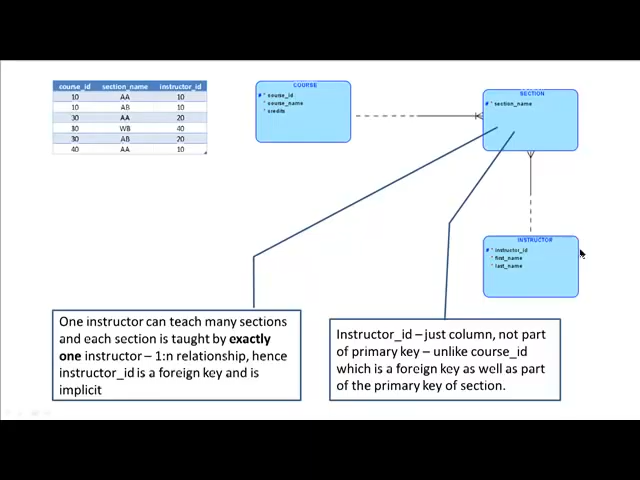 course_id section_name instructor_id
10 AA 10
10 AB 10
30 AA 20
30 WB 40
30 AB 20
40 AA 10
COURSE
# * course_id
* course_name
* credits
SECTION
# * section_name
INSTRUCTOR
# * instructor_id
* first_name
* last_name
One instructor can teach many sections
and each section is taught by exactly
one instructor – 1:n relationship, hence
instructor_id is a foreign key and is
implicit
Instructor_id – just column, not part
of primary key – unlike course_id
which is a foreign key as well as part
of the primary key of section.